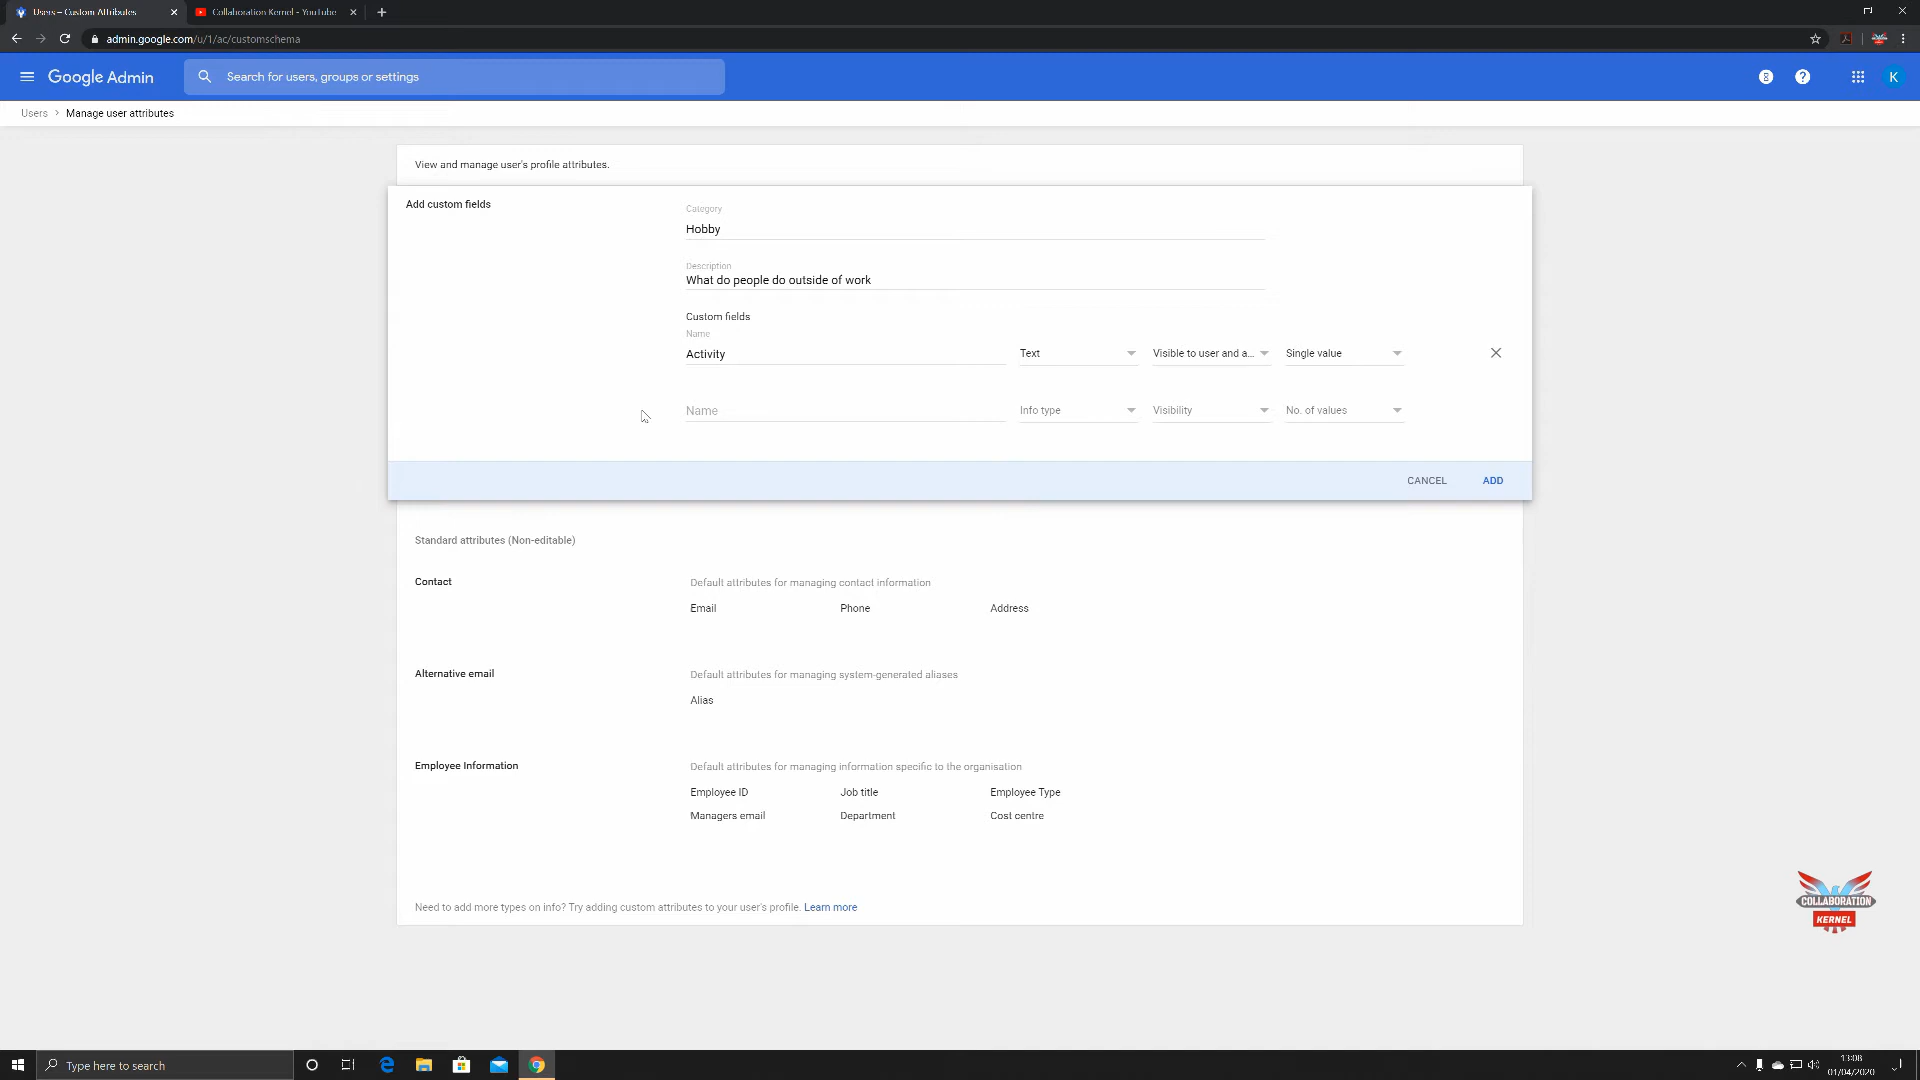 Users – Custom Attributes
Collaboration Kernel - YouTube
admin.google.com/u/1/ac/customschema
Google Admin
Search for users, groups or settings
K
Users > Manage user attributes
View and manage user's profile attributes.
Add custom fields
Category
Hobby
Description
What do people do outside of work
Custom fields
Name
Activity Text Visible to user and a... Single value
Name Info type Visibility No. of values
CANCEL ADD
Standard attributes (Non-editable)
Contact Default attributes for managing contact information
Email Phone Address
Alternative email Default attributes for managing system-generated aliases
Alias
Employee Information Default attributes for managing information specific to the organisation
Employee ID Job title Employee Type
Managers email Department Cost centre
Need to add more types on info? Try adding custom attributes to your user's profile. Learn more
COLLABORATION
KERNEL
Type here to search
13:08
01/04/2020